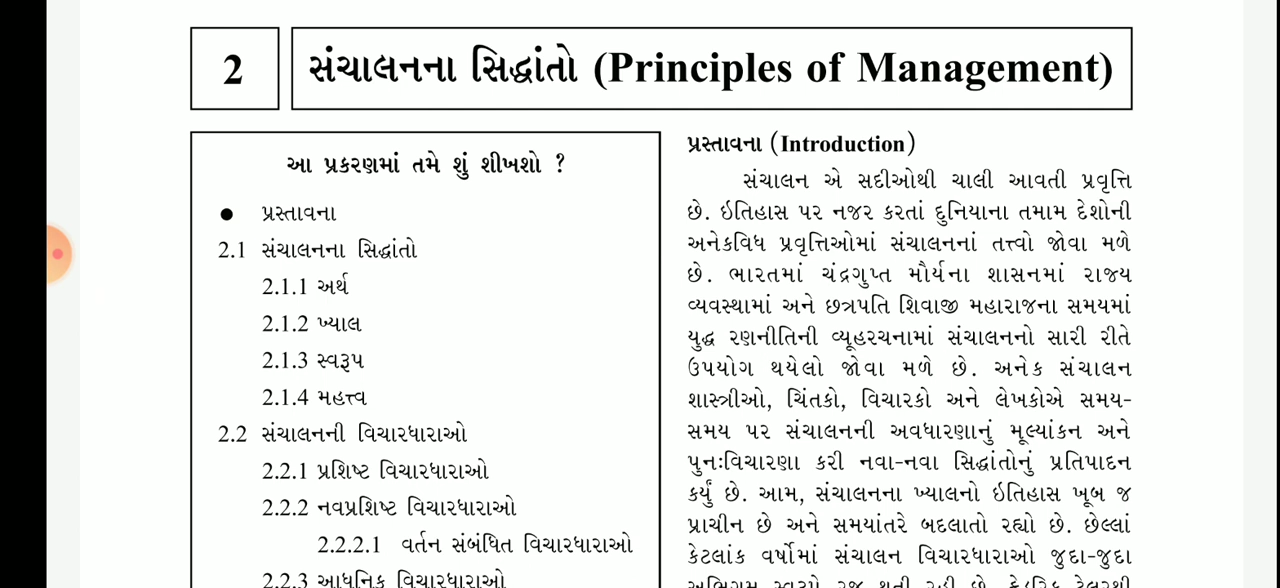 2
સંચાલનના સિદ્ધાંતો (Principles of Management)
આ પ્રકરણમાં તમે શું શીખશો ?
● પ્રસ્તાવના
2.1 સંચાલનના સિદ્ધાંતો
2.1.1 અર્થ
2.1.2 ખ્યાલ
2.1.3 સ્વરૂપ
2.1.4 મહત્ત્વ
2.2 સંચાલનની વિચારધારાઓ
2.2.1 પ્રશિષ્ટ વિચારધારાઓ
2.2.2 નવપ્રશિષ્ટ વિચારધારાઓ
2.2.2.1 વર્તન સંબંધિત વિચારધારાઓ
2.2.3 આધુનિક વિચારધારાઓ
પ્રસ્તાવના (Introduction)
સંચાલન એ સદીઓથી ચાલી આવતી પ્રવૃત્તિ
છે. ઇતિહાસ પર નજર કરતાં દુનિયાના તમામ દેશોની
અનેકવિધ પ્રવૃત્તિઓમાં સંચાલનનાં તત્ત્વો જોવા મળે
છે. ભારતમાં ચંદ્રગુપ્ત મૌર્યના શાસનમાં રાજય
વ્યવસ્થામાં અને છત્રપતિ શિવાજી મહારાજના સમયમાં
યુદ્ધ રણનીતિની વ્યૂહરચનામાં સંચાલનનો સારી રીતે
ઉપયોગ થયેલો જોવા મળે છે. અનેક સંચાલન
શાસ્ત્રીઓ, ચિંતકો, વિચારકો અને લેખકોએ સમય-
સમય પર સંચાલનની અવધારણાનું મૂલ્યાંકન અને
પુનઃવિચારણા કરી નવા-નવા સિદ્ધાંતોનું પ્રતિપાદન
કર્યું છે. આમ, સંચાલનના ખ્યાલનો ઇતિહાસ ખૂબ જ
પ્રાચીન છે અને સમયાંતરે બદલાતો રહ્યો છે. છેલ્લાં
કેટલાંક વર્ષોમાં સંચાલન વિચારધારાઓ જુદા-જુદા